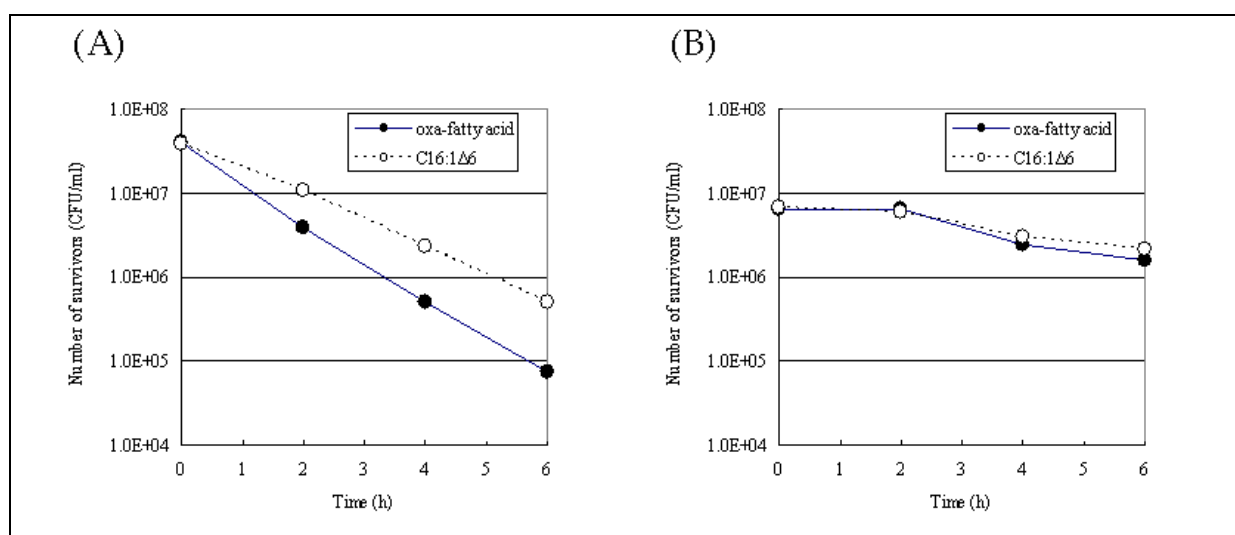 (A)
1.0E+08
1.0E+07
1.0E+06
1.0E+05
1.0E+04
Number of survivors (CFU/ml)
oxa-fatty acid
C16:1Δ6
0 1 2 3 4 5 6
Time (h)
(B)
1.0E+08
1.0E+07
1.0E+06
1.0E+05
1.0E+04
Number of survivors (CFU/ml)
oxa-fatty acid
C16:1Δ6
0 1 2 3 4 5 6
Time (h)